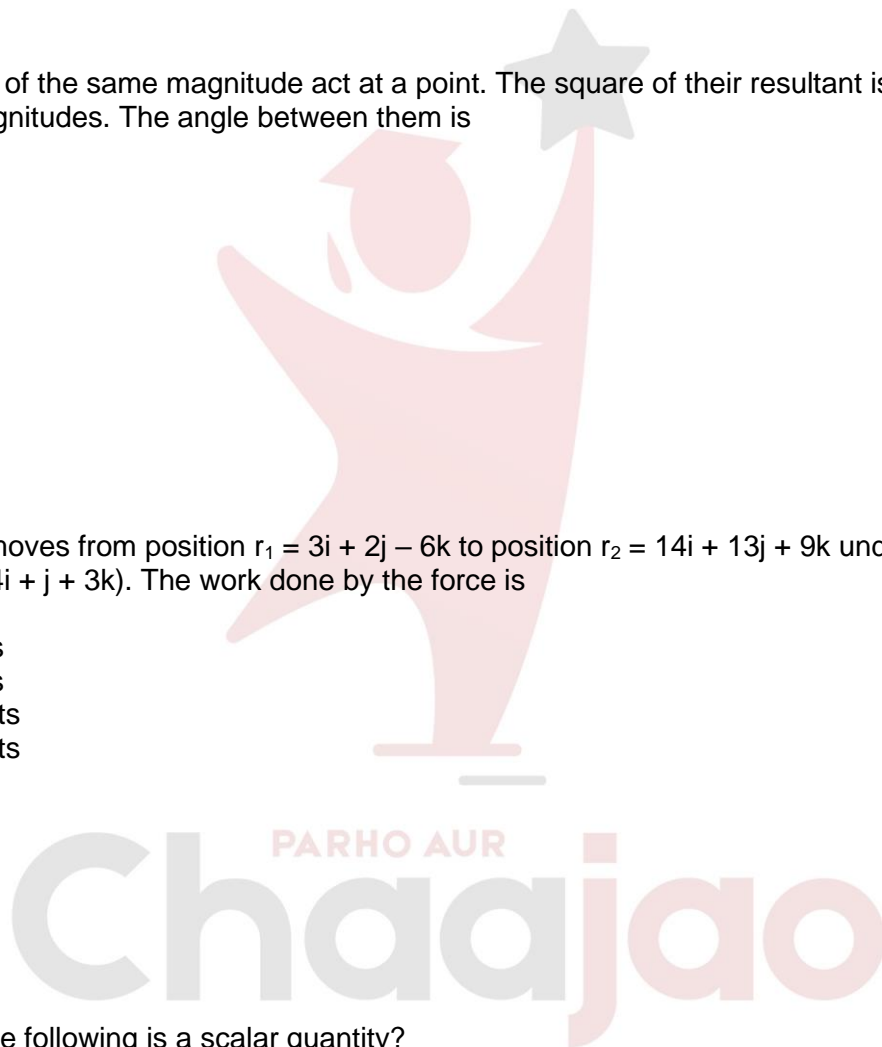 of the same magnitude act at a point. The square of their resultant is
gnitudes. The angle between them is
noves from position r₁ = 3i + 2j – 6k to position r₂ = 14i + 13j + 9k und
i + j + 3k). The work done by the force is
s
s
ts
ts
PARHO AUR
Chaajao
e following is a scalar quantity?